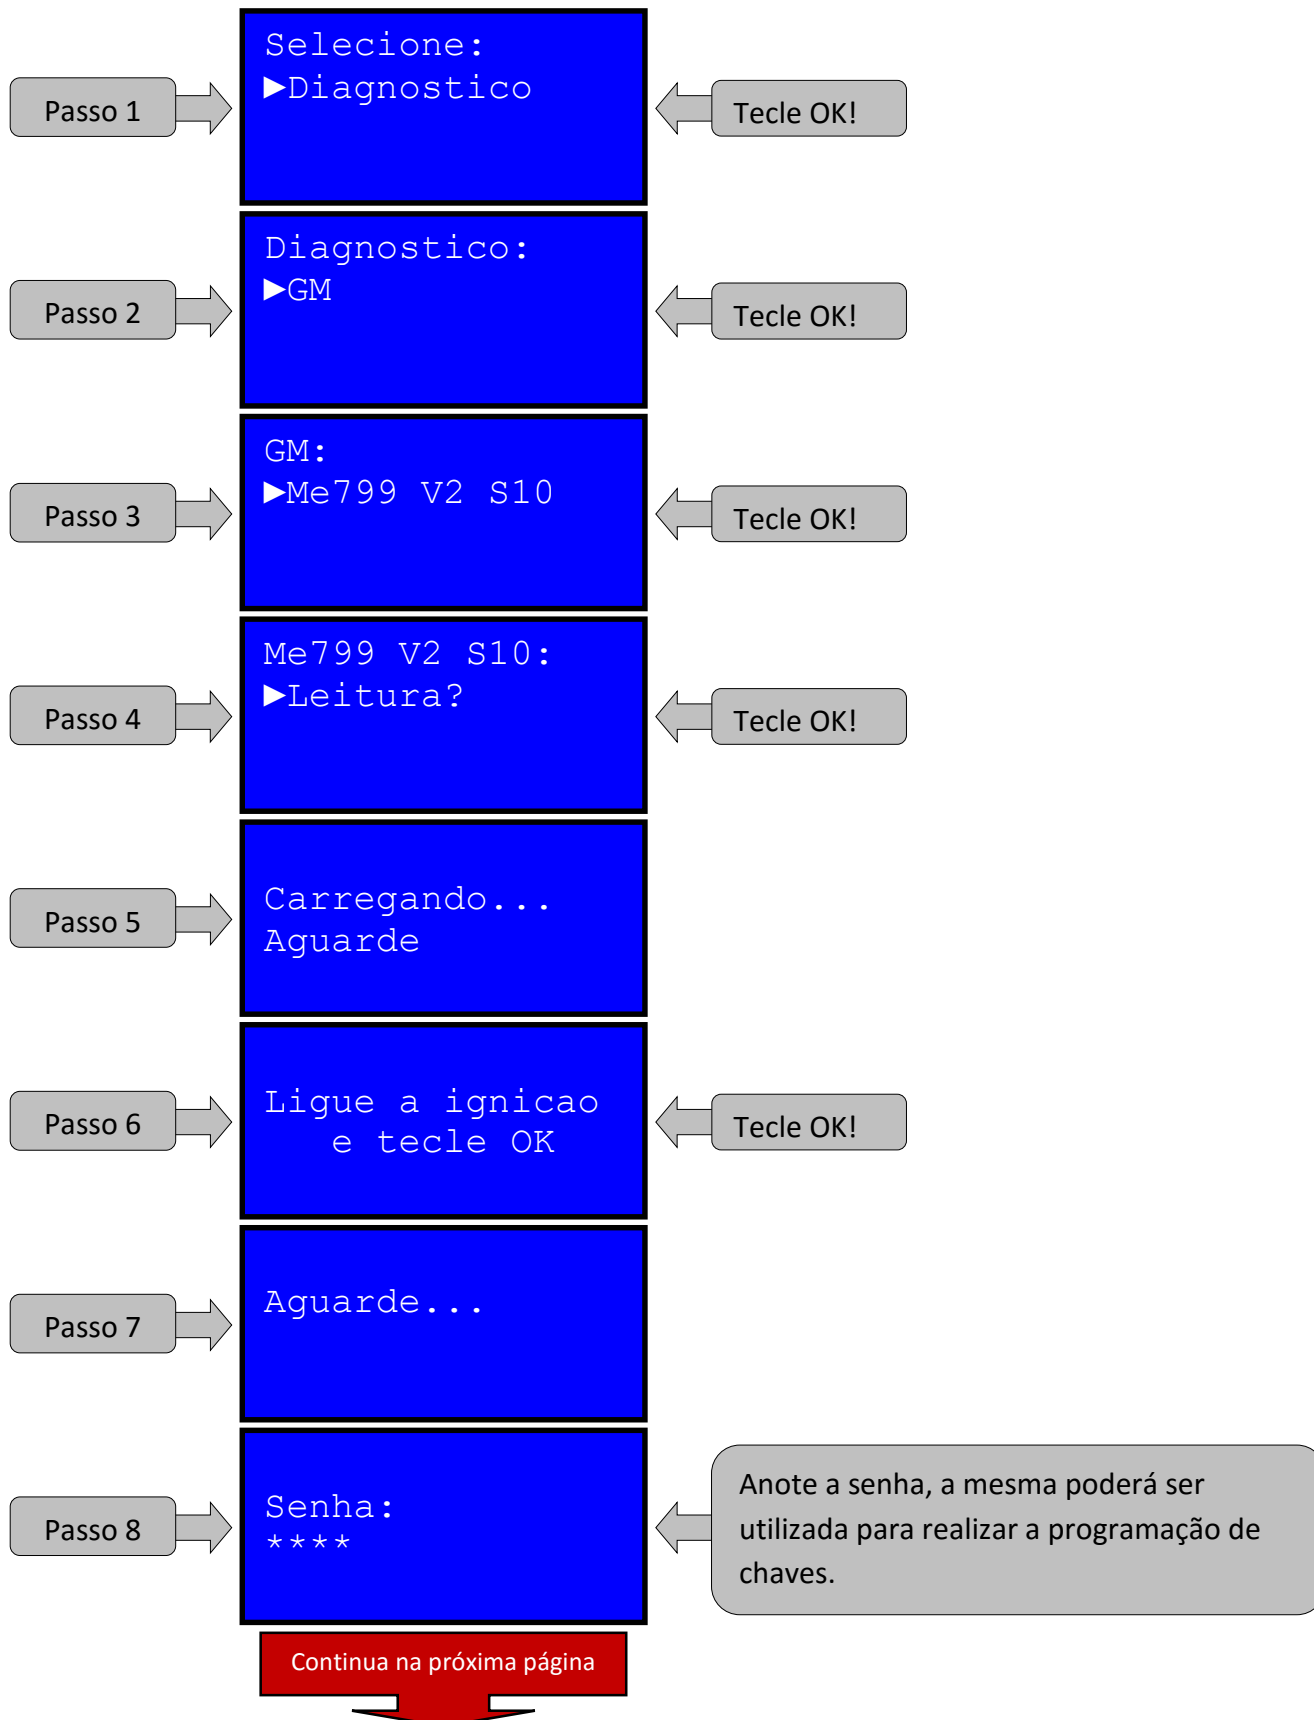 Selecione:
►Diagnostico
Passo 1
Tecle OK!
Diagnostico:
►GM
Passo 2
Tecle OK!
GM:
►Me799 V2 S10
Passo 3
Tecle OK!
Me799 V2 S10:
►Leitura?
Passo 4
Tecle OK!
Carregando...
Aguarde
Passo 5
Ligue a ignicao
e tecle OK
Passo 6
Tecle OK!
Aguarde...
Passo 7
Senha:
****
Passo 8
Anote a senha, a mesma poderá ser
utilizada para realizar a programação de
chaves.
Continua na próxima página